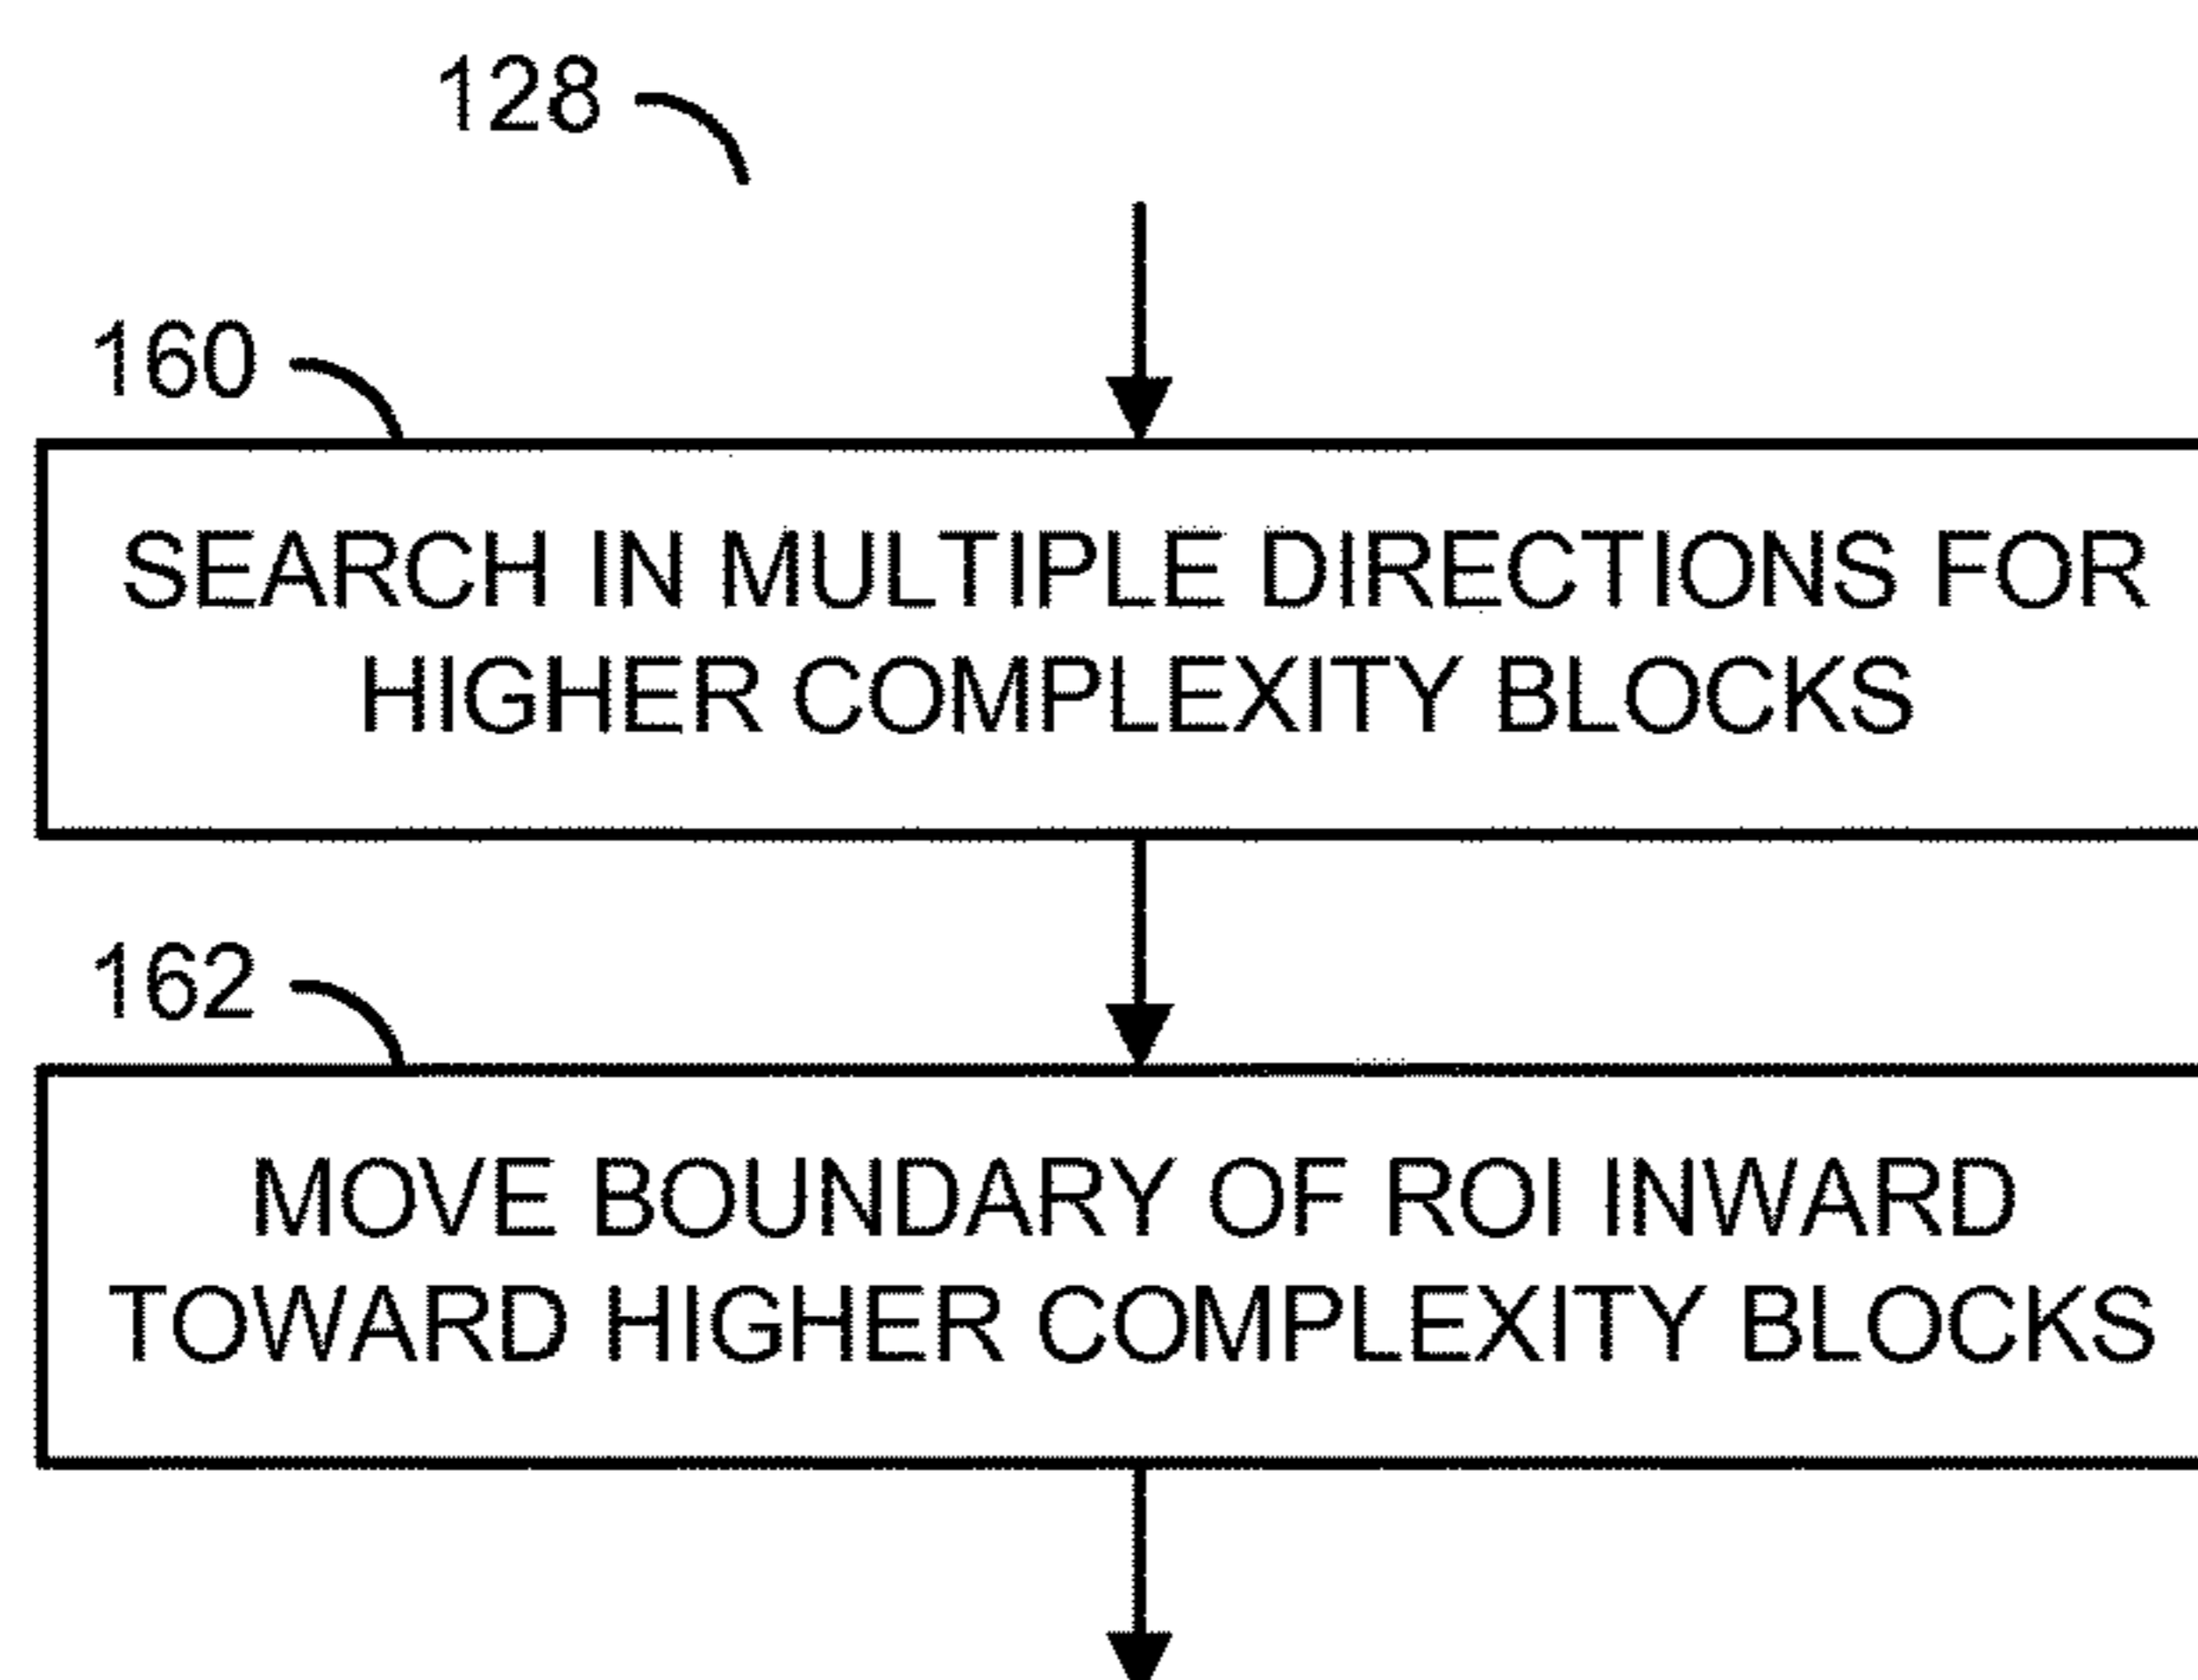 128
160
SEARCH IN MULTIPLE DIRECTIONS FOR
HIGHER COMPLEXITY BLOCKS
162
MOVE BOUNDARY OF ROI INWARD
TOWARD HIGHER COMPLEXITY BLOCKS